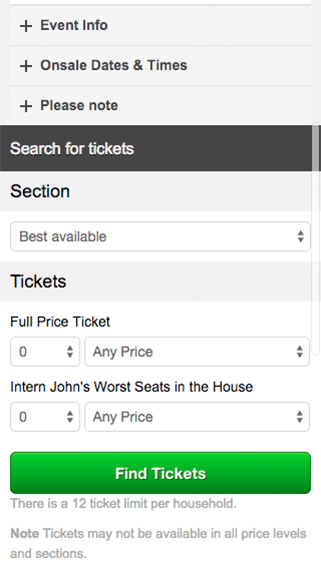 Event Info
Onsale Dates & Times
Please note
Search for tickets
Section
Best available
Tickets
Full Price Ticket
0 Any Price
Intern John's Worst Seats in the House
0 Any Price
Find Tickets
There is a 12 ticket limit per household.
Note Tickets may not be available in all price levels
and sections.